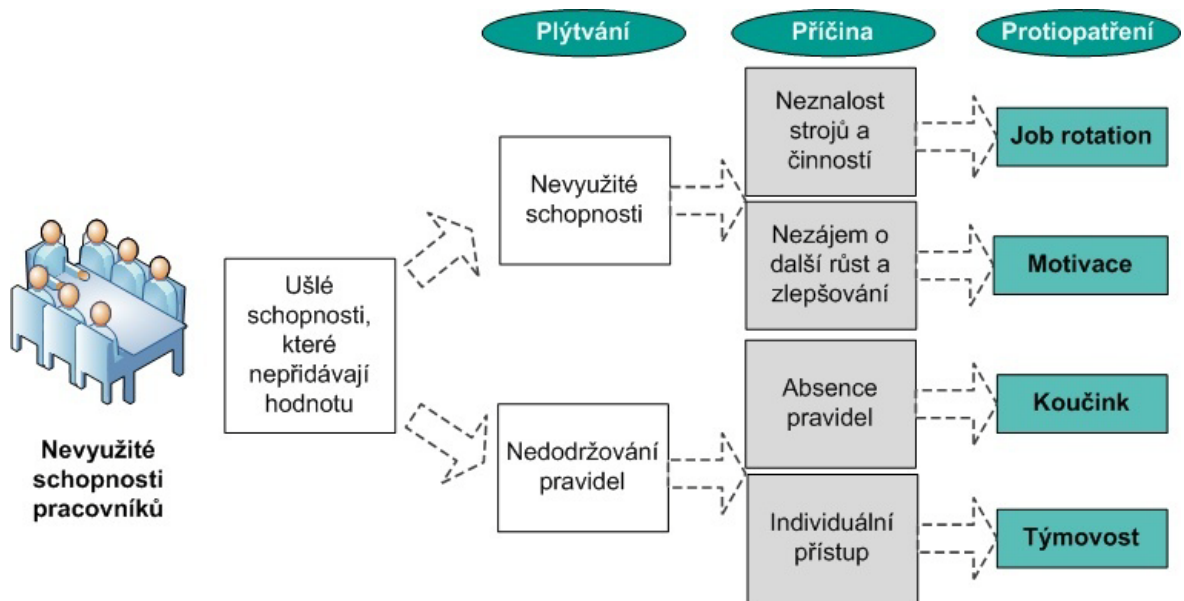 Plýtvání
Příčina
Protiopatření
Neznalost
strojů a
činností
Job rotation
Nevyužité
schopnosti
Nezájem o
další růst a
zlepšování
Motivace
Ušlé
schopnosti,
které
nepřidávají
hodnotu
Absence
pravidel
Koučink
Nevyužité
schopnosti
pracovníků
Nedodržování
pravidel
Individuální
přístup
Týmovost